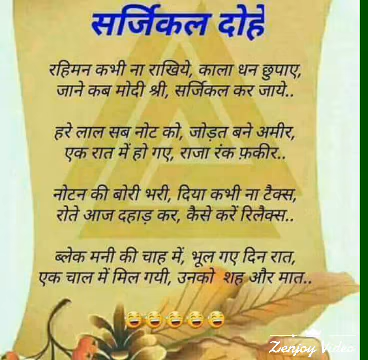 सर्जिकल दोहे
रहिमन कभी ना राखिये, काला धन छुपाए,
जाने कब मोदी श्री, सर्जिकल कर जाये..
हरे लाल सब नोट को, जोड़त बने अमीर,
एक रात में हो गए, राजा रंक फ़कीर..
नोटन की बोरी भरी, दिया कभी ना टैक्स,
रोते आज दहाड़ कर, कैसे करें रिलैक्स..
ब्लेक मनी की चाह में, भूल गए दिन रात,
एक चाल में मिल गयी, उनको शह और मात..
😂😂😂😂😂
Zenjoy Video